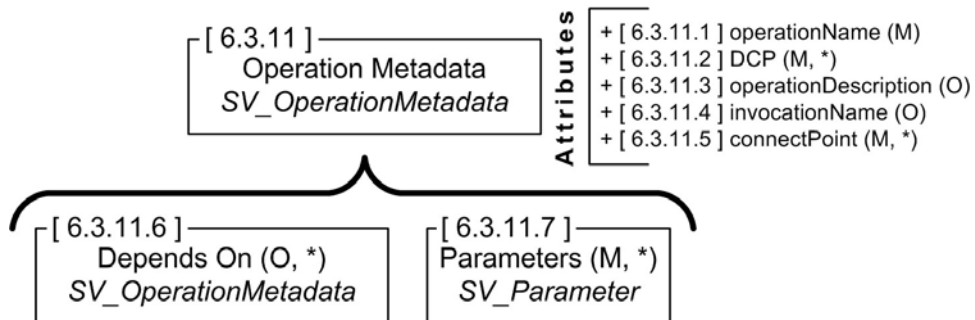 [ 6.3.11 ]
Operation Metadata
SV_OperationMetadata
Attributes
+ [ 6.3.11.1 ] operationName (M)
+ [ 6.3.11.2 ] DCP (M, *)
+ [ 6.3.11.3 ] operationDescription (O)
+ [ 6.3.11.4 ] invocationName (O)
+ [ 6.3.11.5 ] connectPoint (M, *)
[ 6.3.11.6 ]
Depends On (O, *)
SV_OperationMetadata
[ 6.3.11.7 ]
Parameters (M, *)
SV_Parameter